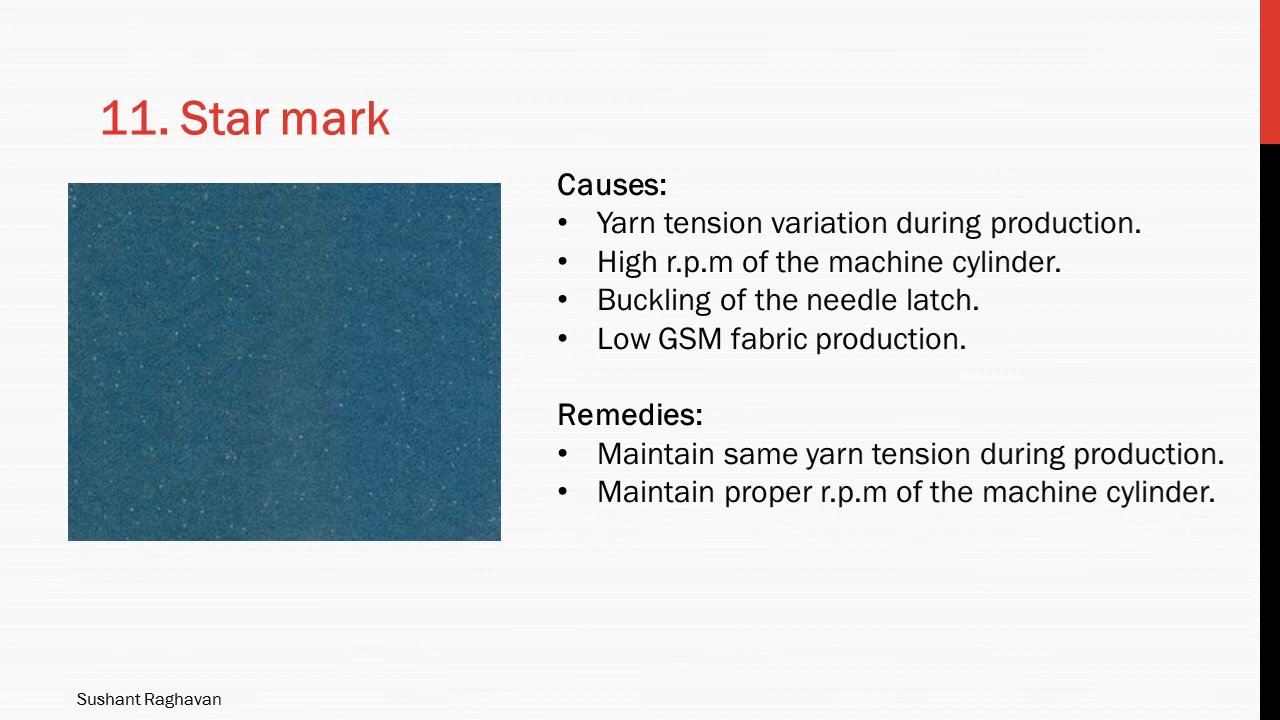 11. Star mark
Causes:
• Yarn tension variation during production.
• High r.p.m of the machine cylinder.
• Buckling of the needle latch.
• Low GSM fabric production.
Remedies:
• Maintain same yarn tension during production.
• Maintain proper r.p.m of the machine cylinder.
Sushant Raghavan